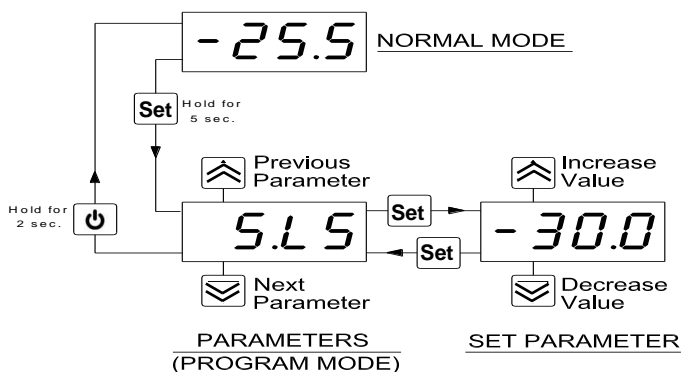 -25.5
NORMAL MODE
Set
Hold for
5 sec.
Previous
Parameter
Increase
Value
Hold for
2 sec.
S.LS
Set
Set
-30.0
Next
Parameter
Decrease
Value
PARAMETERS
(PROGRAM MODE)
SET PARAMETER